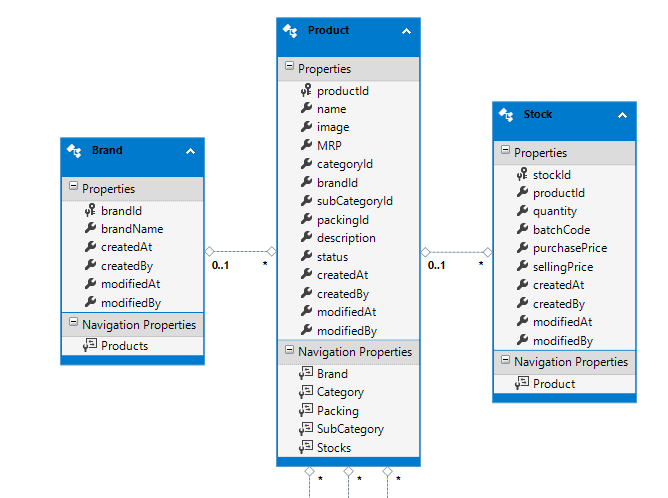 Brand
Properties
brandId
brandName
createdAt
createdBy
modifiedAt
modifiedBy
Navigation Properties
Products
0..1
*
Product
Properties
productId
name
image
MRP
categoryId
brandId
subCategoryId
packingId
description
status
createdAt
createdBy
modifiedAt
modifiedBy
Navigation Properties
Brand
Category
Packing
SubCategory
Stocks
*
*
*
0..1
*
Stock
Properties
stockId
productId
quantity
batchCode
purchasePrice
sellingPrice
createdAt
createdBy
modifiedAt
modifiedBy
Navigation Properties
Product